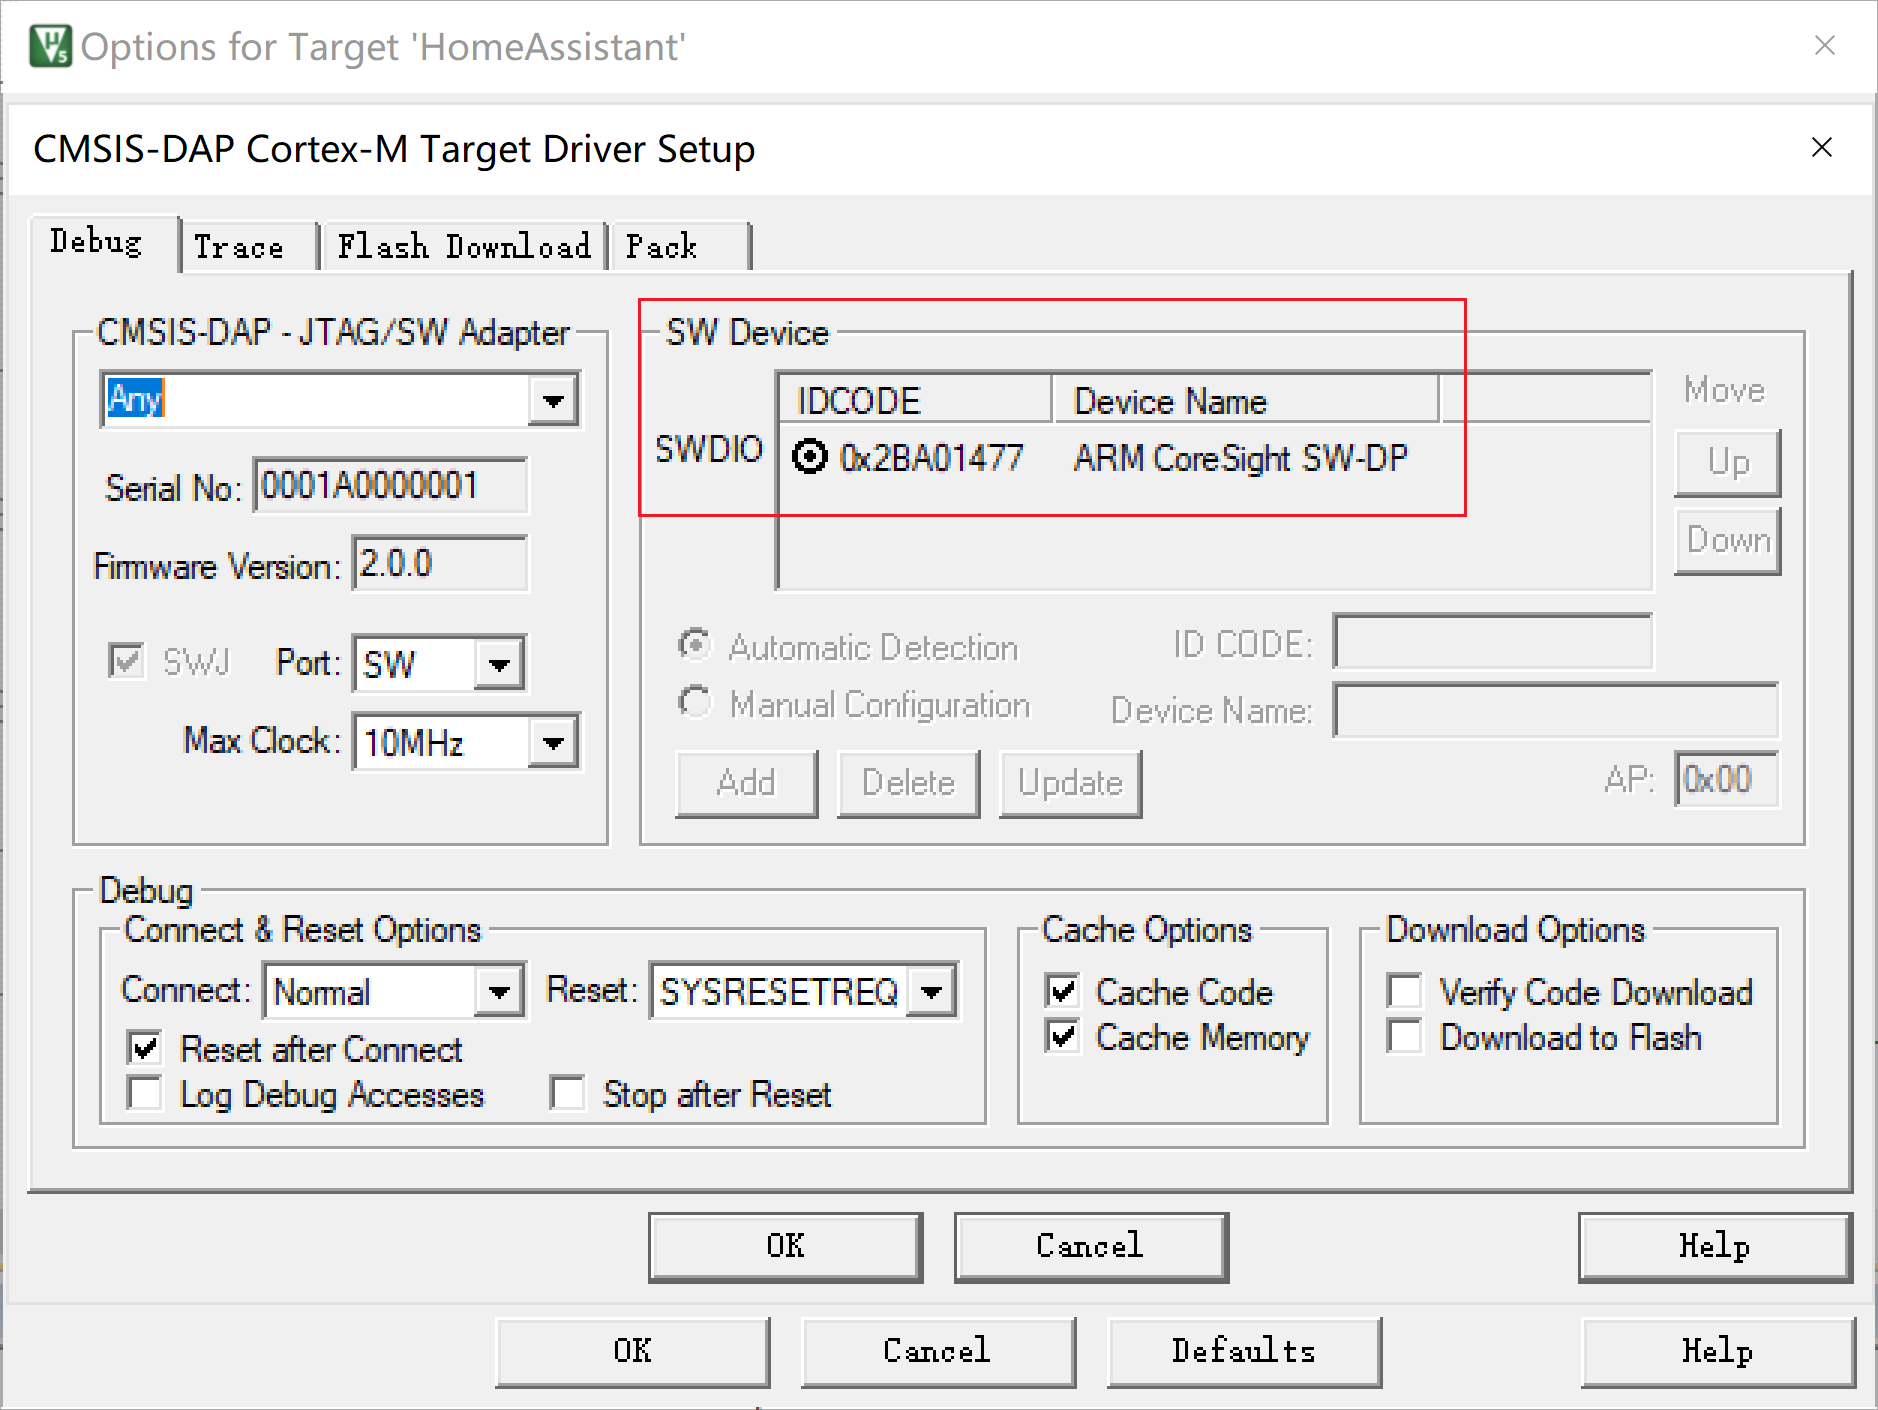 Options for Target 'HomeAssistant'
CMSIS-DAP Cortex-M Target Driver Setup
Debug Trace Flash Download Pack
CMSIS-DAP - JTAG/SW Adapter
Any
Serial No: 0001A0000001
Firmware Version: 2.0.0
SWJ Port: SW
Max Clock: 10MHz
SW Device
IDCODE Device Name
SWDIO 0x2BA01477 ARM CoreSight SW-DP
Move
Up
Down
Automatic Detection ID CODE:
Manual Configuration Device Name:
Add Delete Update AP: 0x00
Debug
Connect & Reset Options
Connect: Normal Reset: SYSRESETREQ
Reset after Connect
Log Debug Accesses Stop after Reset
Cache Options
Cache Code
Cache Memory
Download Options
Verify Code Download
Download to Flash
OK Cancel Help
OK Cancel Defaults Help